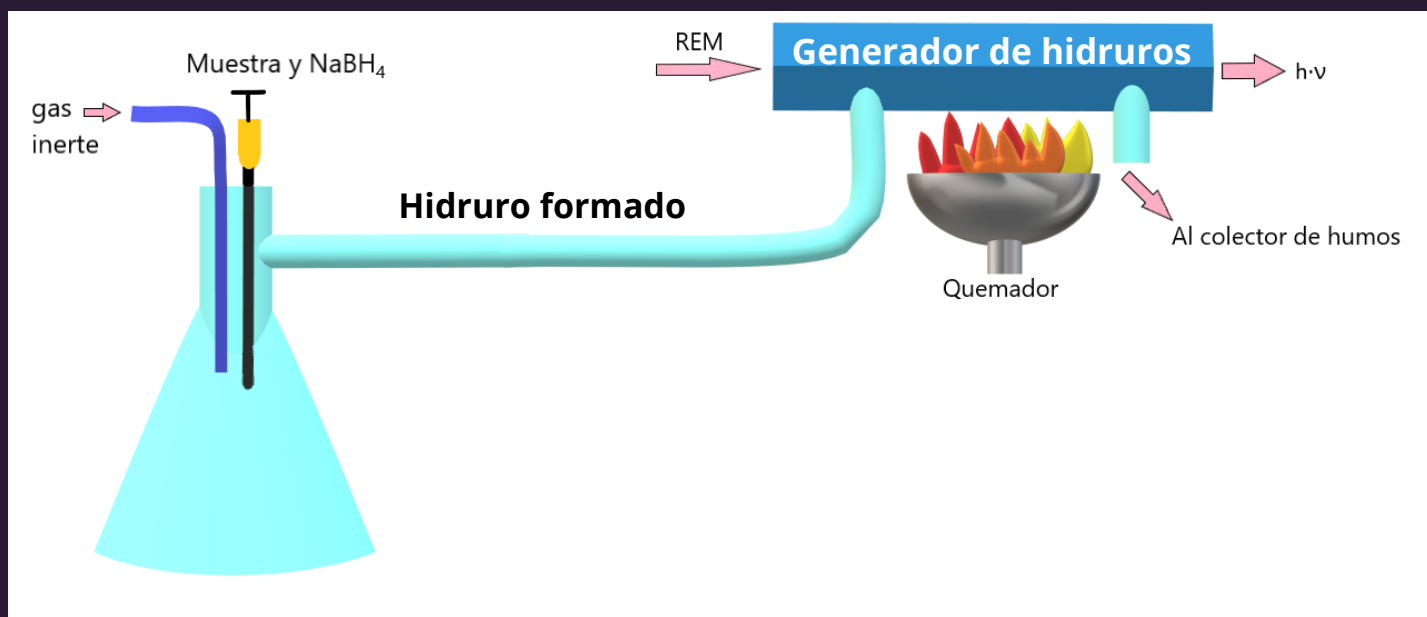 Muestra y NaBH₄
gas
inerte
REM
Generador de hidruros
h·ν
Hidruro formado
Al colector de humos
Quemador